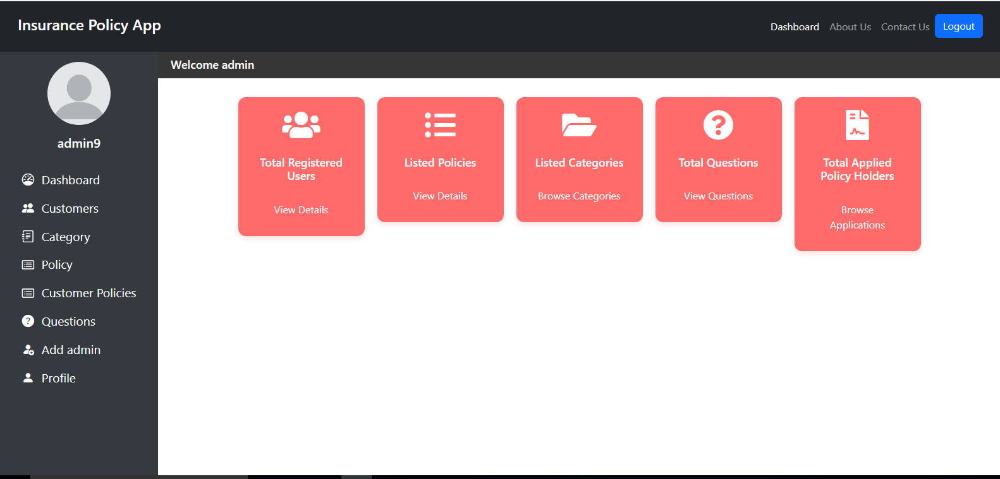 Insurance Policy App
Dashboard About Us Contact Us Logout
Welcome admin
admin9
Dashboard
Customers
Category
Policy
Customer Policies
Questions
Add admin
Profile
Total Registered
Users
View Details
Listed Policies
View Details
Listed Categories
Browse Categories
Total Questions
View Questions
Total Applied
Policy Holders
Browse
Applications